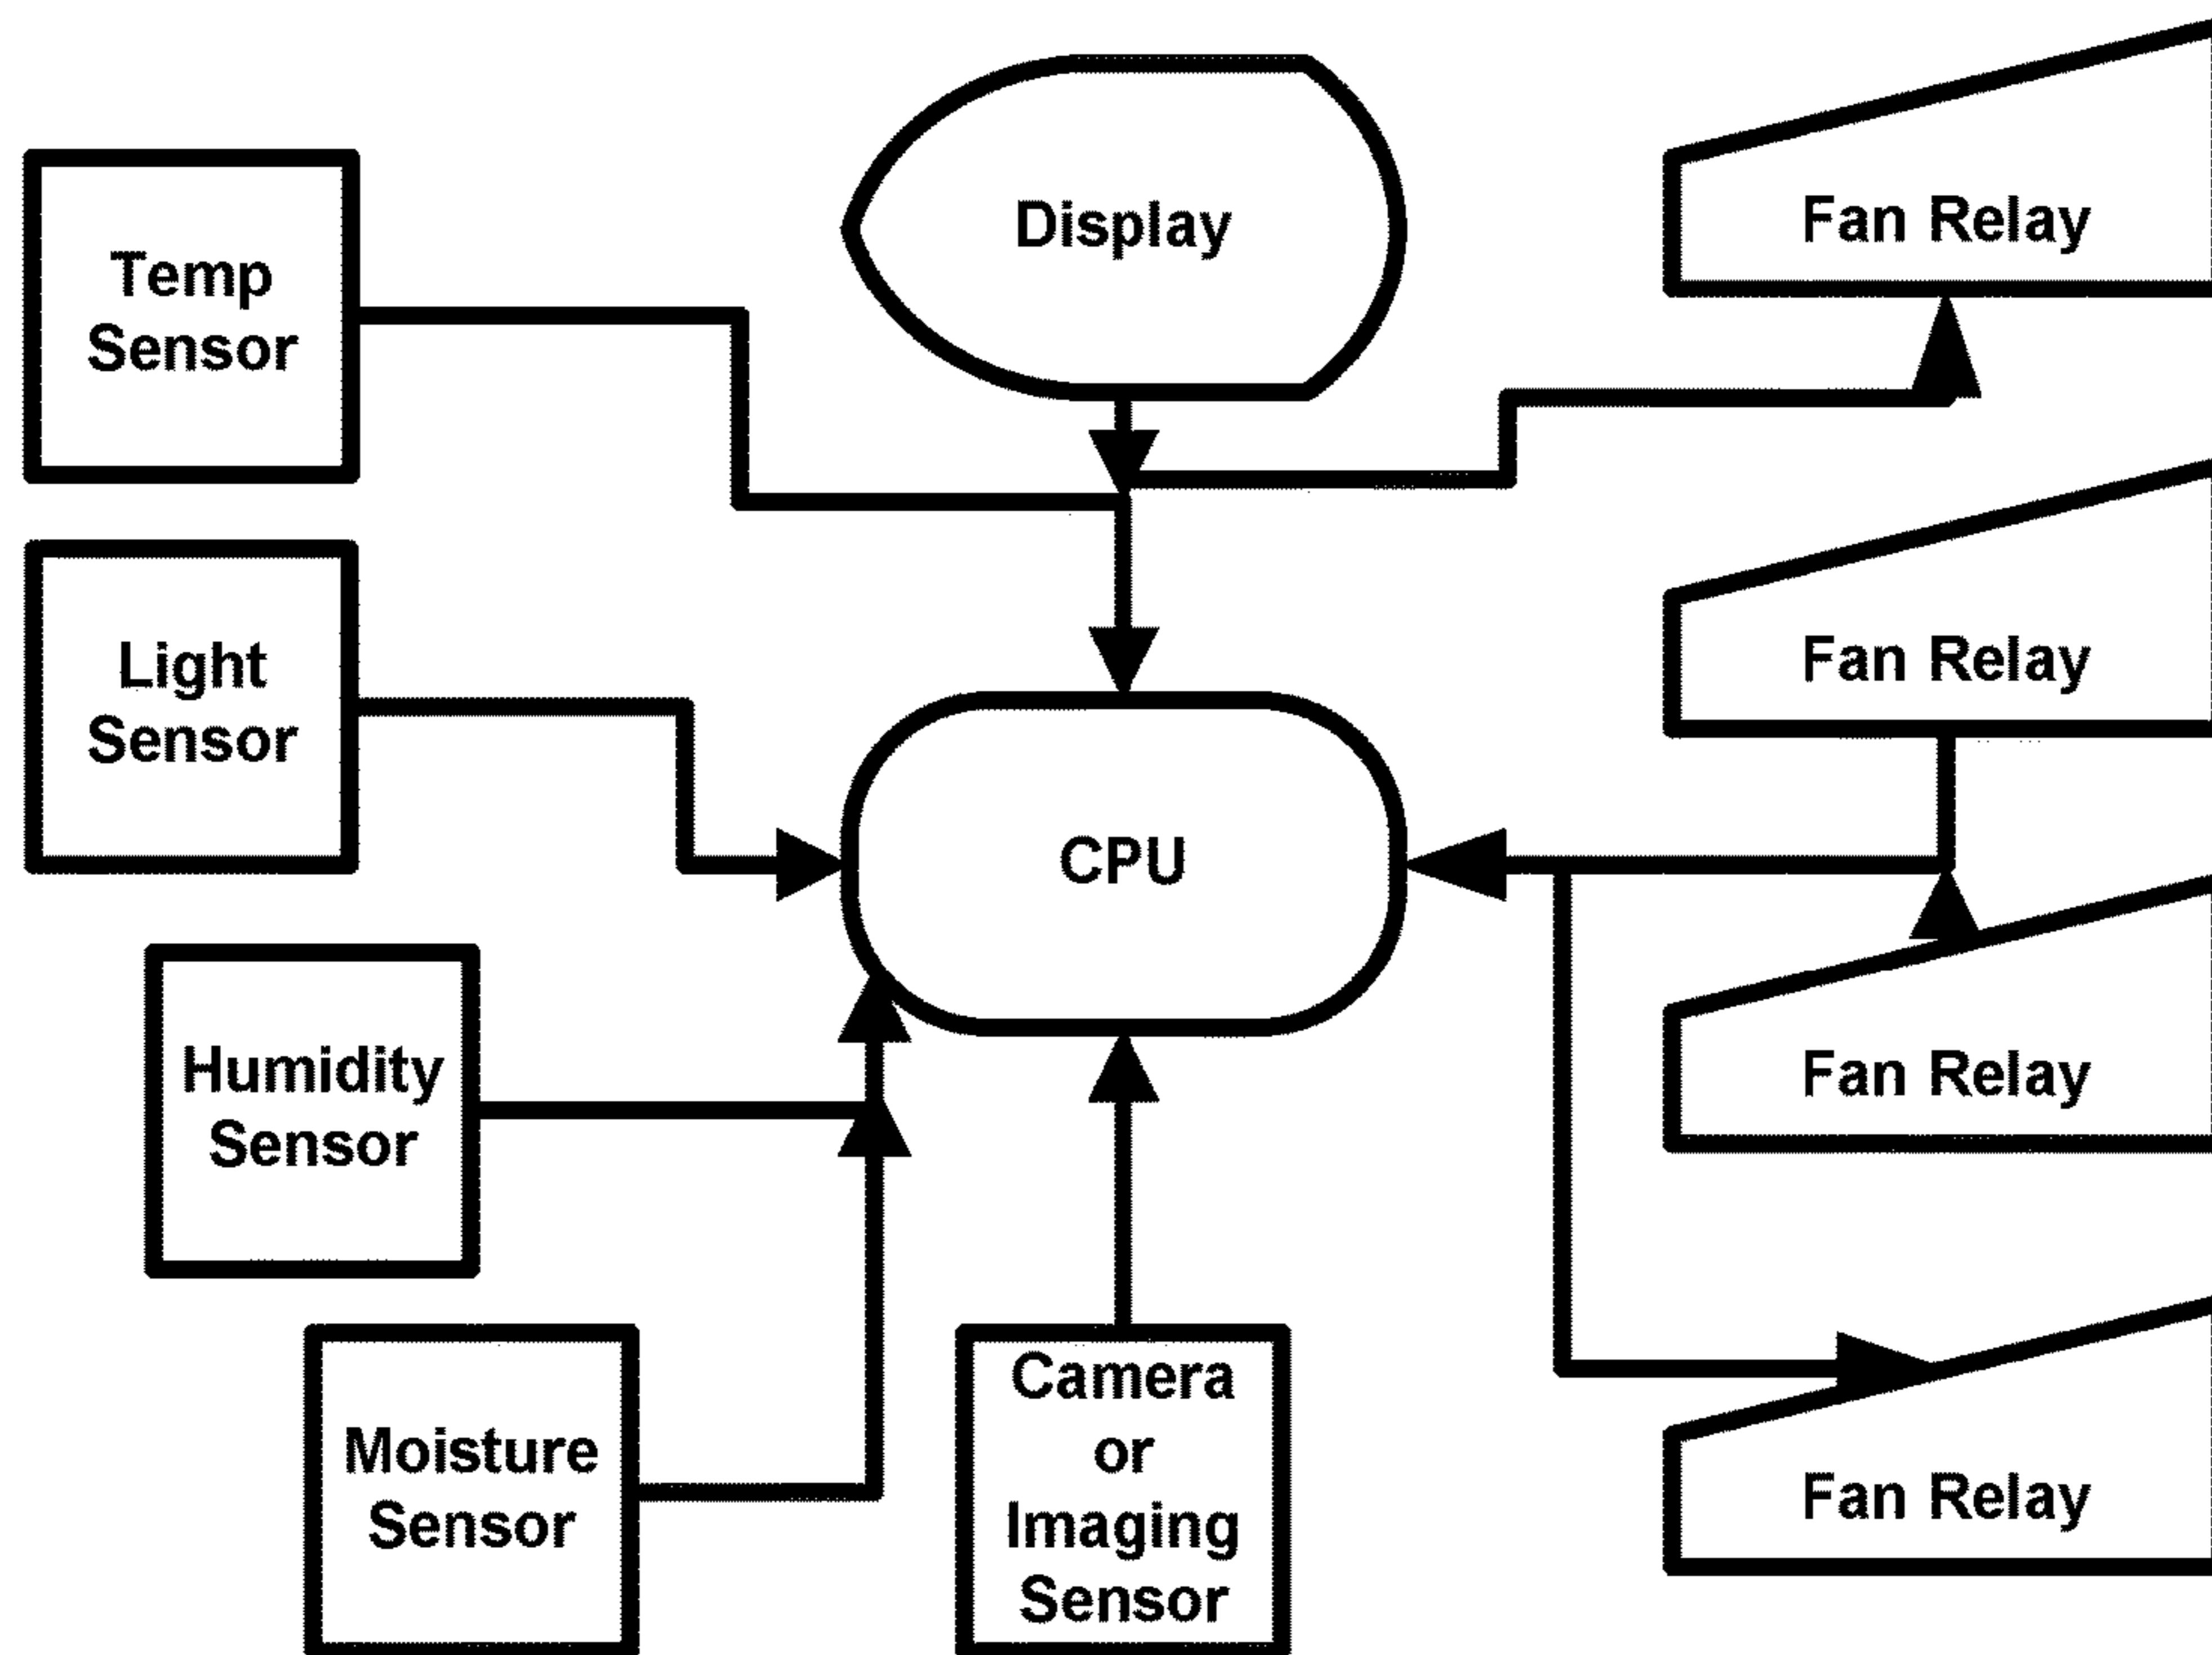 Display
Fan Relay
Temp
Sensor
Light
Sensor
Fan Relay
CPU
Humidity
Sensor
Fan Relay
Moisture
Sensor
Camera
or
Imaging
Sensor
Fan Relay